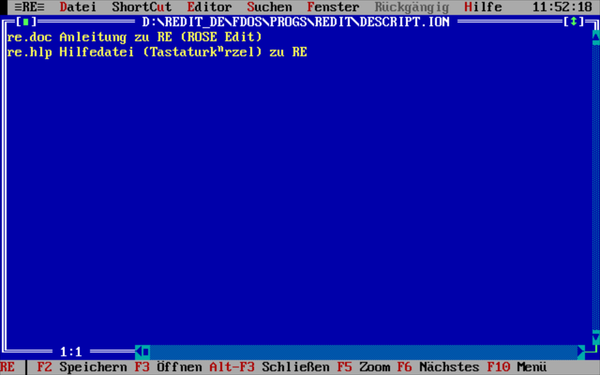 ≡RE≡ Datei ShortCut Editor Suchen Fenster Rückgängig Hilfe 11:52:18
[■] D:\REDIT_DE\FDOS\PROGS\REDIT\DESCRIPT.ION [↕]
re.doc Anleitung zu RE (ROSE Edit)
re.hlp Hilfedatei (Tastaturkⁿrzel) zu RE
1:1
RE | F2 Speichern F3 Öffnen Alt-F3 Schließen F5 Zoom F6 Nächstes F10 Menü